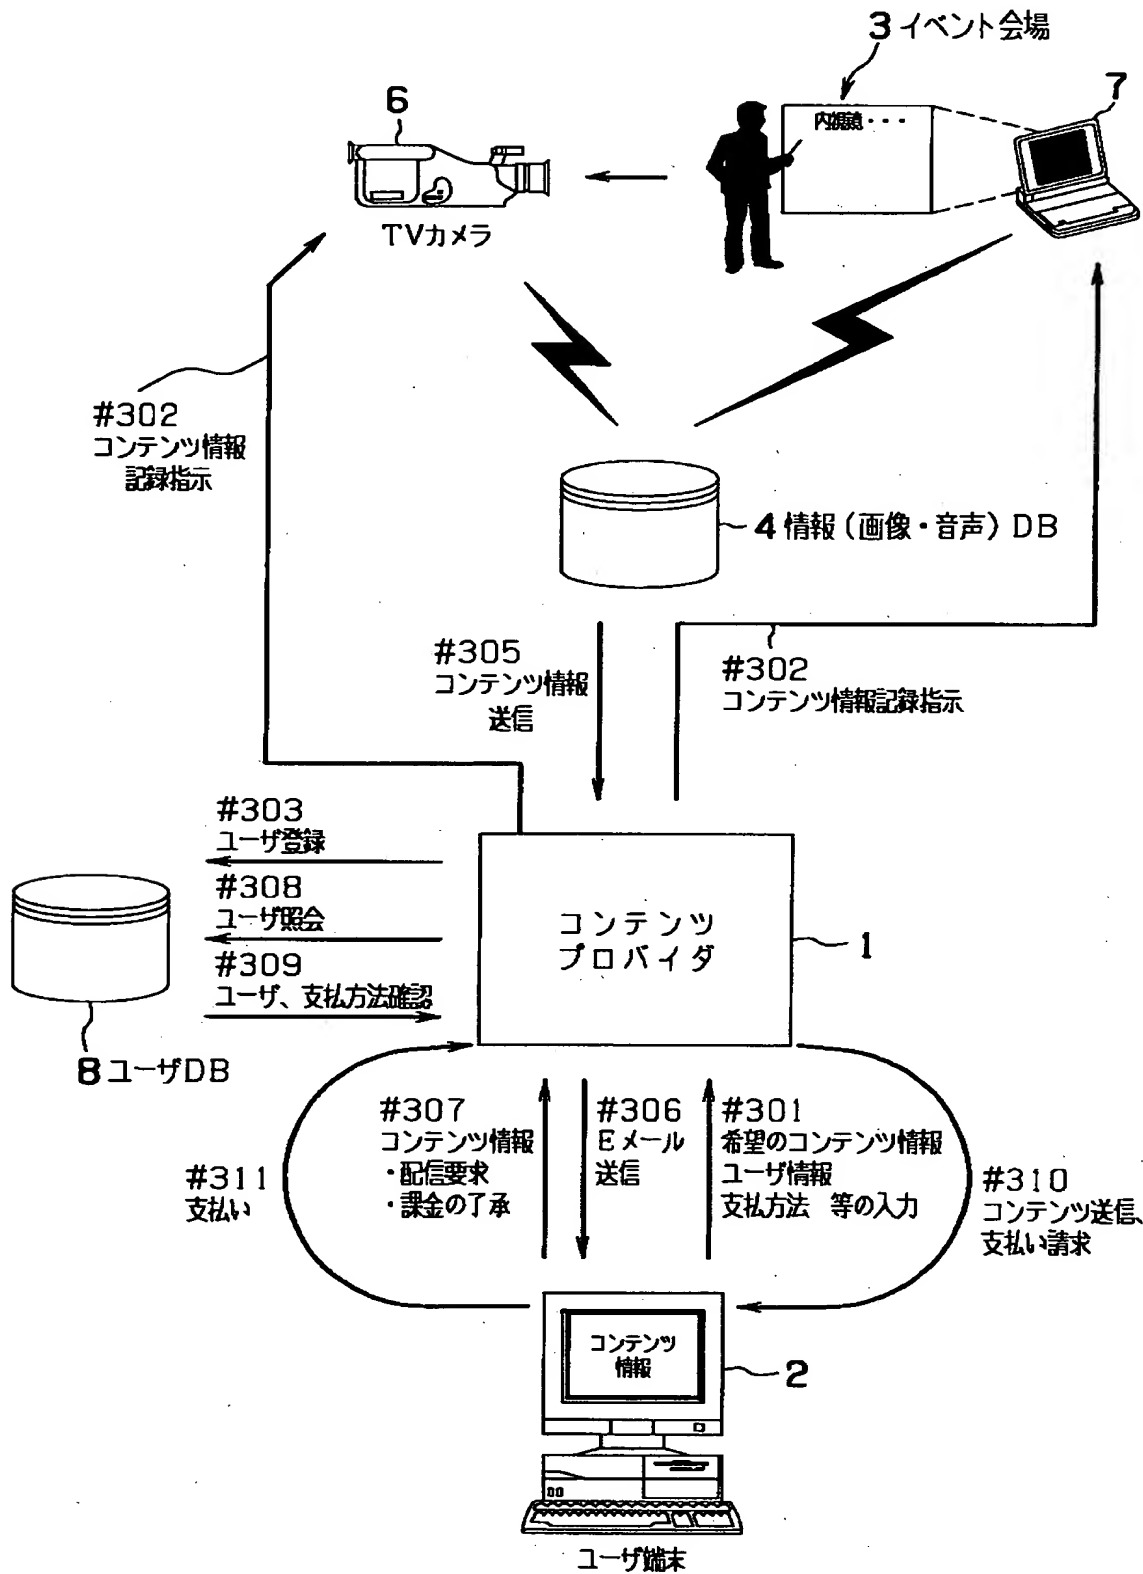 3 イベント会場
6
7
内視鏡・・・
TVカメラ
#302
コンテンツ情報
記録指示
4 情報(画像・音声)DB
#305
コンテンツ情報
送信
#302
コンテンツ情報記録指示
#303
ユーザ登録
#308
ユーザ照会
#309
ユーザ、支払方法確認
コンテンツ
プロバイダ
1
8 ユーザDB
#307
コンテンツ情報
・配信要求
・課金の了承
#306
Eメール
送信
#301
希望のコンテンツ情報
ユーザ情報
支払方法 等の入力
#311
支払い
#310
コンテンツ送信、
支払い請求
コンテンツ
情報
2
ユーザ端末